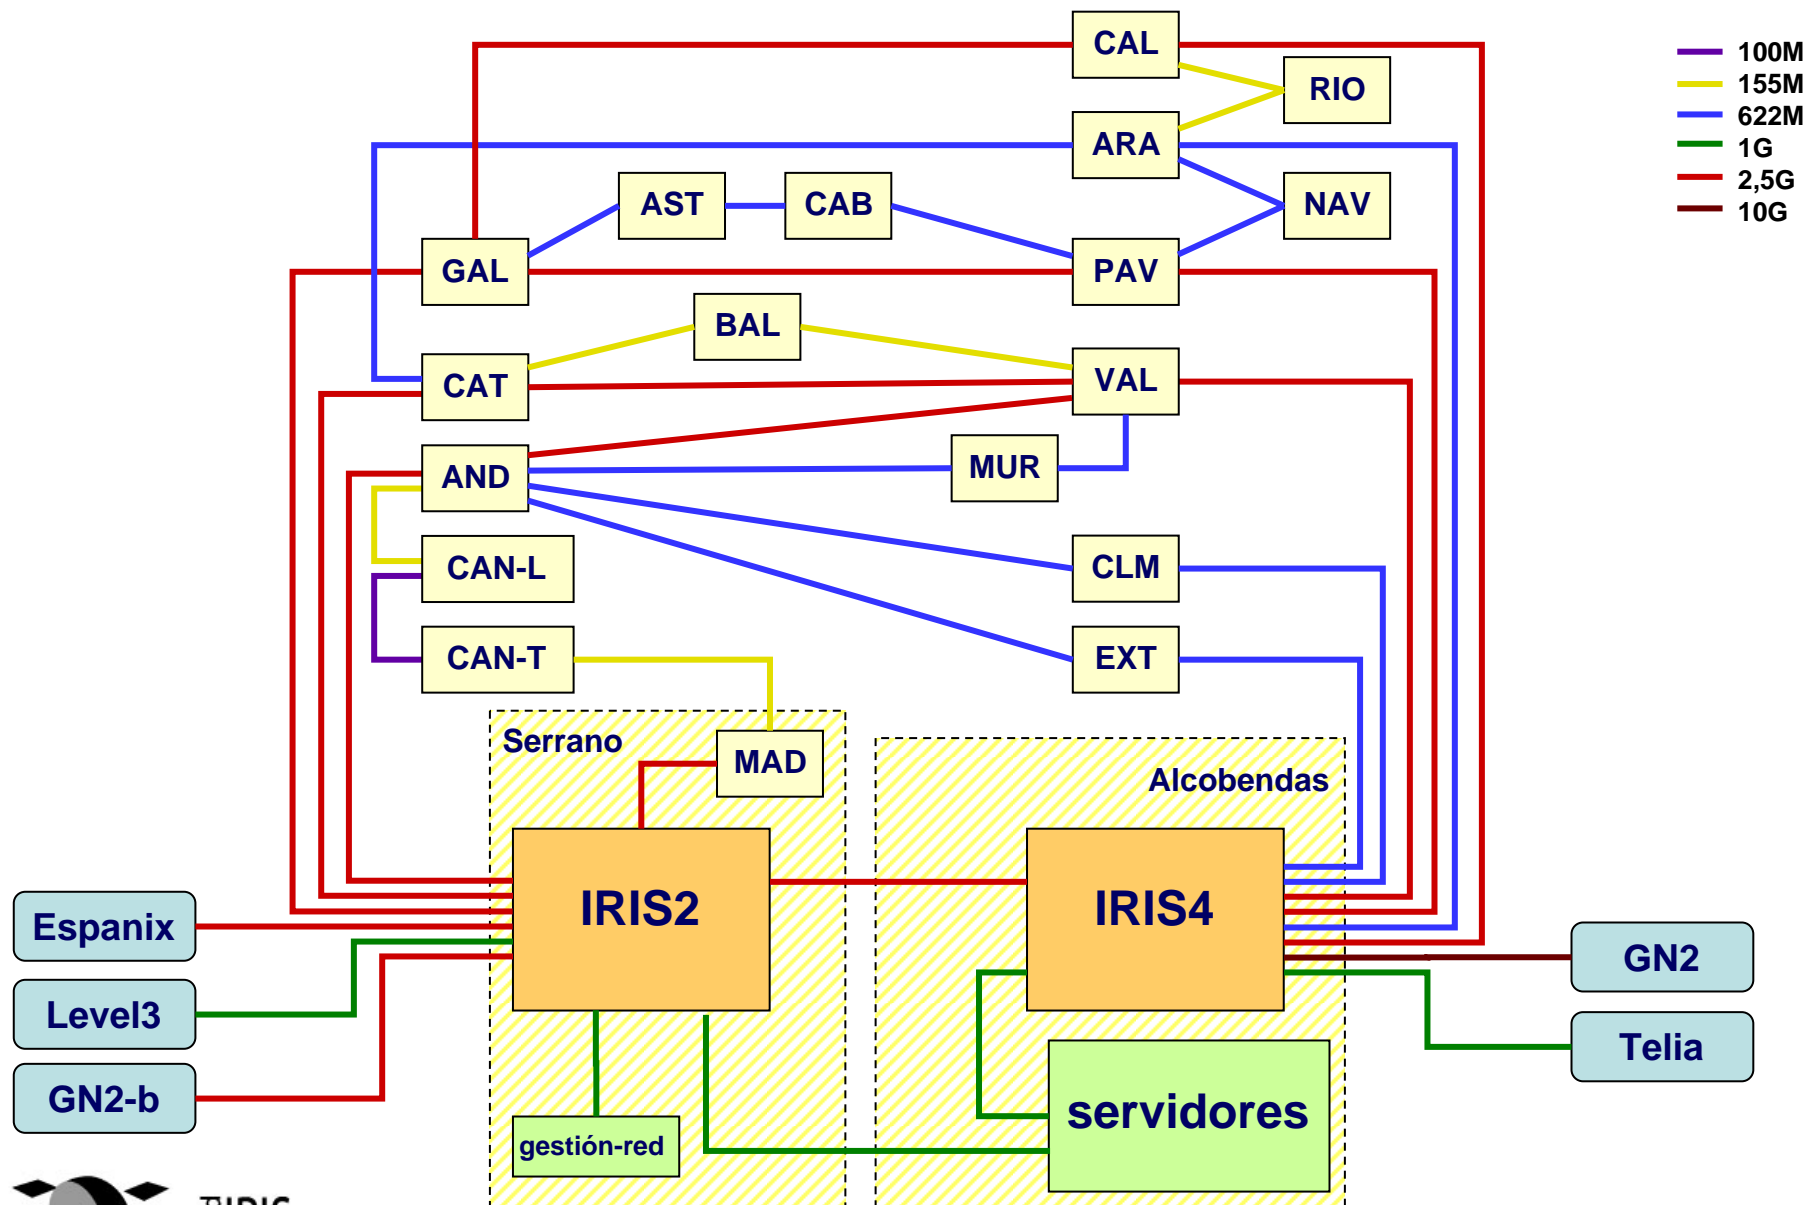 CAL
RIO
100M
155M
622M
1G
2,5G
10G
ARA
AST
CAB
NAV
GAL
PAV
BAL
CAT
VAL
AND
MUR
CAN-L
CLM
CAN-T
EXT
Serrano
MAD
Alcobendas
IRIS2
IRIS4
Espanix
GN2
Level3
Telia
GN2-b
servidores
gestión-red